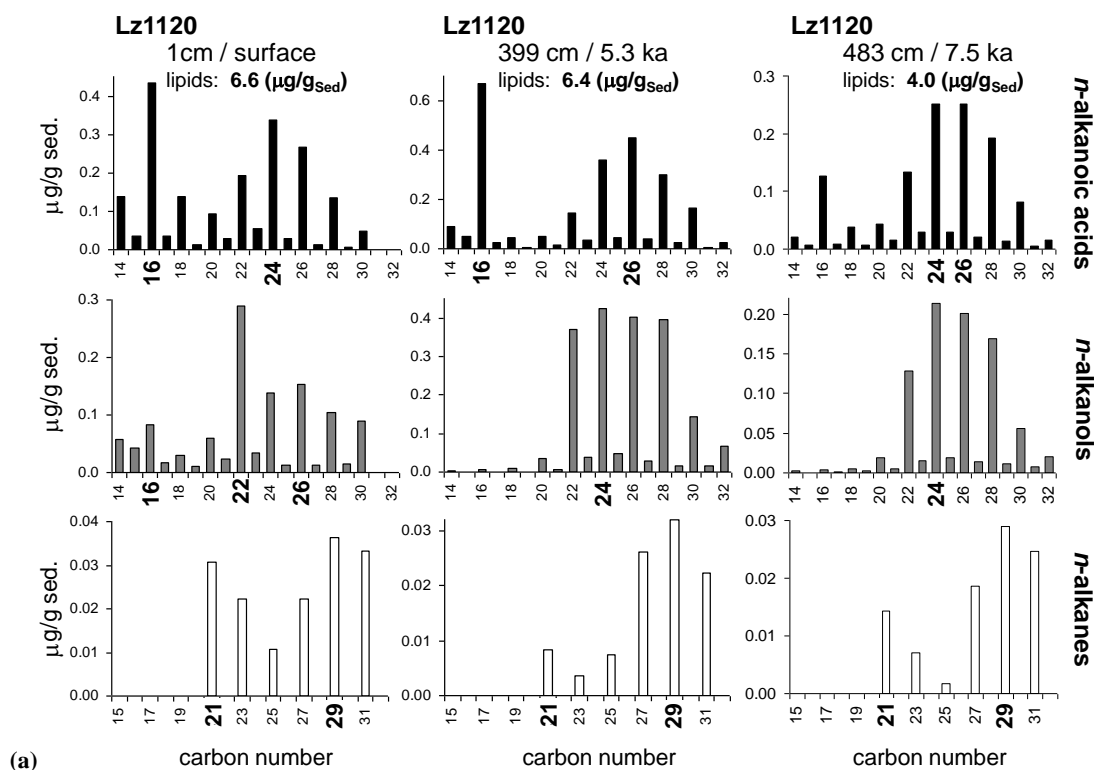 Lz1120
1cm / surface
lipids: 6.6 (µg/gSed)
Lz1120
399 cm / 5.3 ka
lipids: 6.4 (µg/gSed)
Lz1120
483 cm / 7.5 ka
lipids: 4.0 (µg/gSed)
µg/g sed.
0.4
0.3
0.2
0.1
0.0
14 16 18 20 22 24 26 28 30 32
0.6
0.4
0.2
0.0
14 16 18 20 22 24 26 28 30 32
0.3
0.2
0.1
0.0
14 16 18 20 22 24 26 28 30 32
n-alkanoic acids
µg/g sed.
0.3
0.2
0.1
0.0
14 16 18 20 22 24 26 28 30 32
0.4
0.3
0.2
0.1
0.0
14 16 18 20 22 24 26 28 30 32
0.20
0.15
0.10
0.05
0.00
14 16 18 20 22 24 26 28 30 32
n-alkanols
µg/g sed.
0.04
0.03
0.02
0.01
0.00
15 17 19 21 23 25 27 29 31
0.03
0.02
0.01
0.00
15 17 19 21 23 25 27 29 31
0.03
0.02
0.01
0.00
15 17 19 21 23 25 27 29 31
n-alkanes
(a)
carbon number
carbon number
carbon number